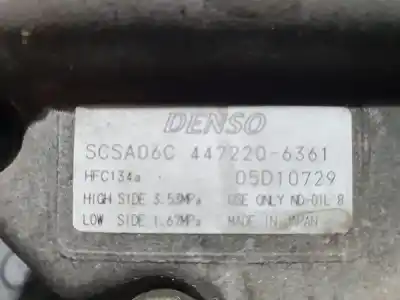 DENSO
SCSA06C 447220-6361
HFC134a 05D10729
HIGH SIDE 3.53MPa USE ONLY ND-OIL 8
LOW SIDE 1.67MPa MADE IN JAPAN